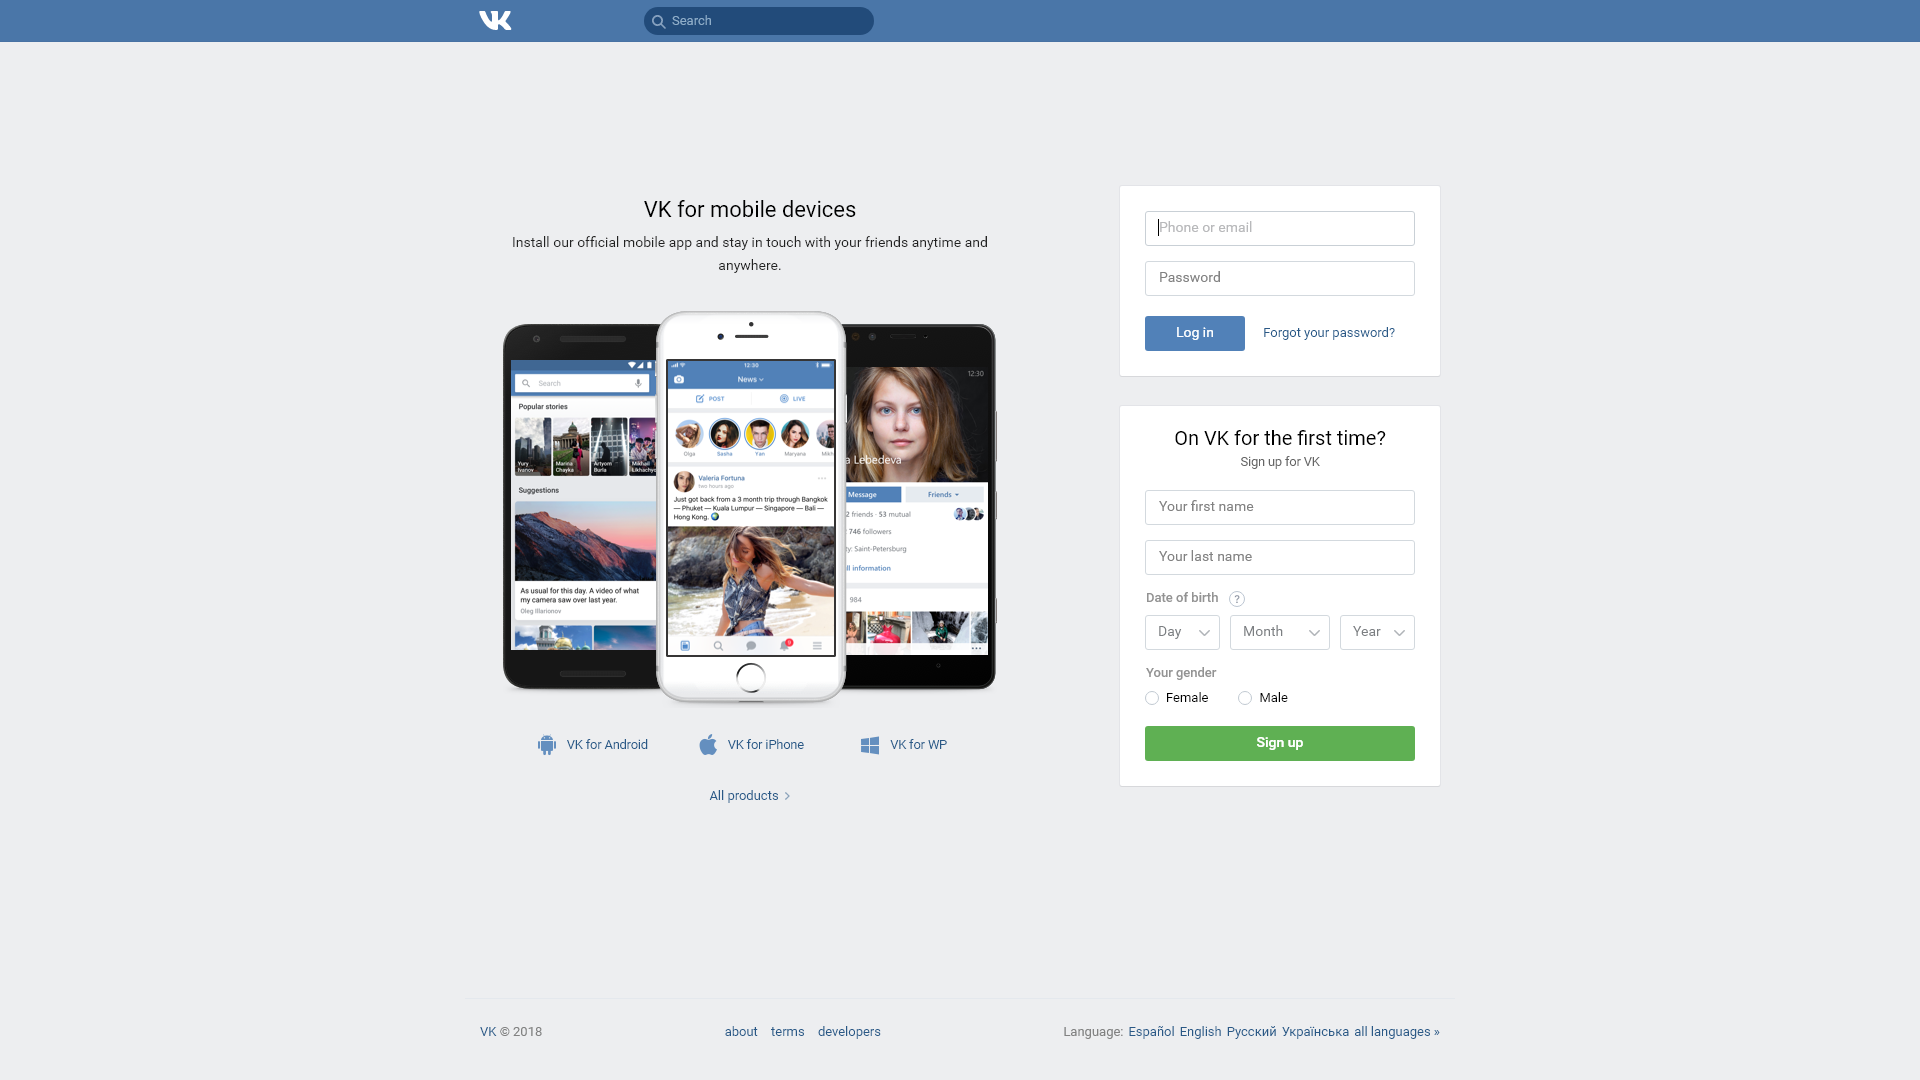 Search
VK for mobile devices
Install our official mobile app and stay in touch with your friends anytime and
anywhere.
Search
Popular stories
Yury
Ivanov
Marina
Chayka
Artyom
Burla
Mikhail
Likhachyo
Suggestions
As usual for this day. A video of what
my camera saw over last year.
Oleg Illarionov
12:30
News
POST
LIVE
Olga
Sasha
Yan
Maryana
Mikh
Valeria Fortuna
two hours ago
Just got back from a 3 month trip through Bangkok
— Phuket — Kuala Lumpur — Singapore — Bali —
Hong Kong.
12:30
a Lebedeva
Message
Friends
2 friends · 53 mutual
746 followers
ty: Saint-Petersburg
ll information
984
VK for Android
VK for iPhone
VK for WP
All products
Phone or email
Password
Log in
Forgot your password?
On VK for the first time?
Sign up for VK
Your first name
Your last name
Date of birth ?
Day
Month
Year
Your gender
Female
Male
Sign up
VK © 2018
about
terms
developers
Language: Español English Русский Українська all languages »